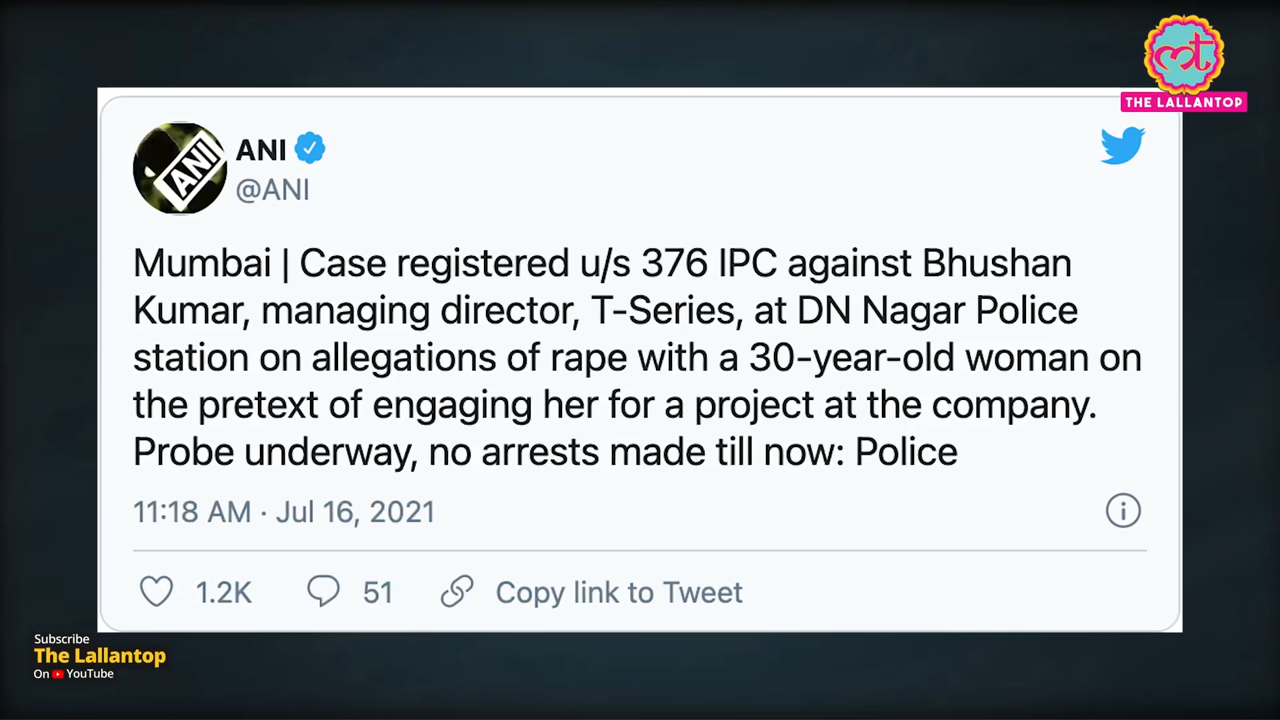 THE LALLANTOP
ANI
ANI
@ANI
Mumbai | Case registered u/s 376 IPC against Bhushan
Kumar, managing director, T-Series, at DN Nagar Police
station on allegations of rape with a 30-year-old woman on
the pretext of engaging her for a project at the company.
Probe underway, no arrests made till now: Police
11:18 AM · Jul 16, 2021
1.2K 51 Copy link to Tweet
Subscribe
The Lallantop
On YouTube